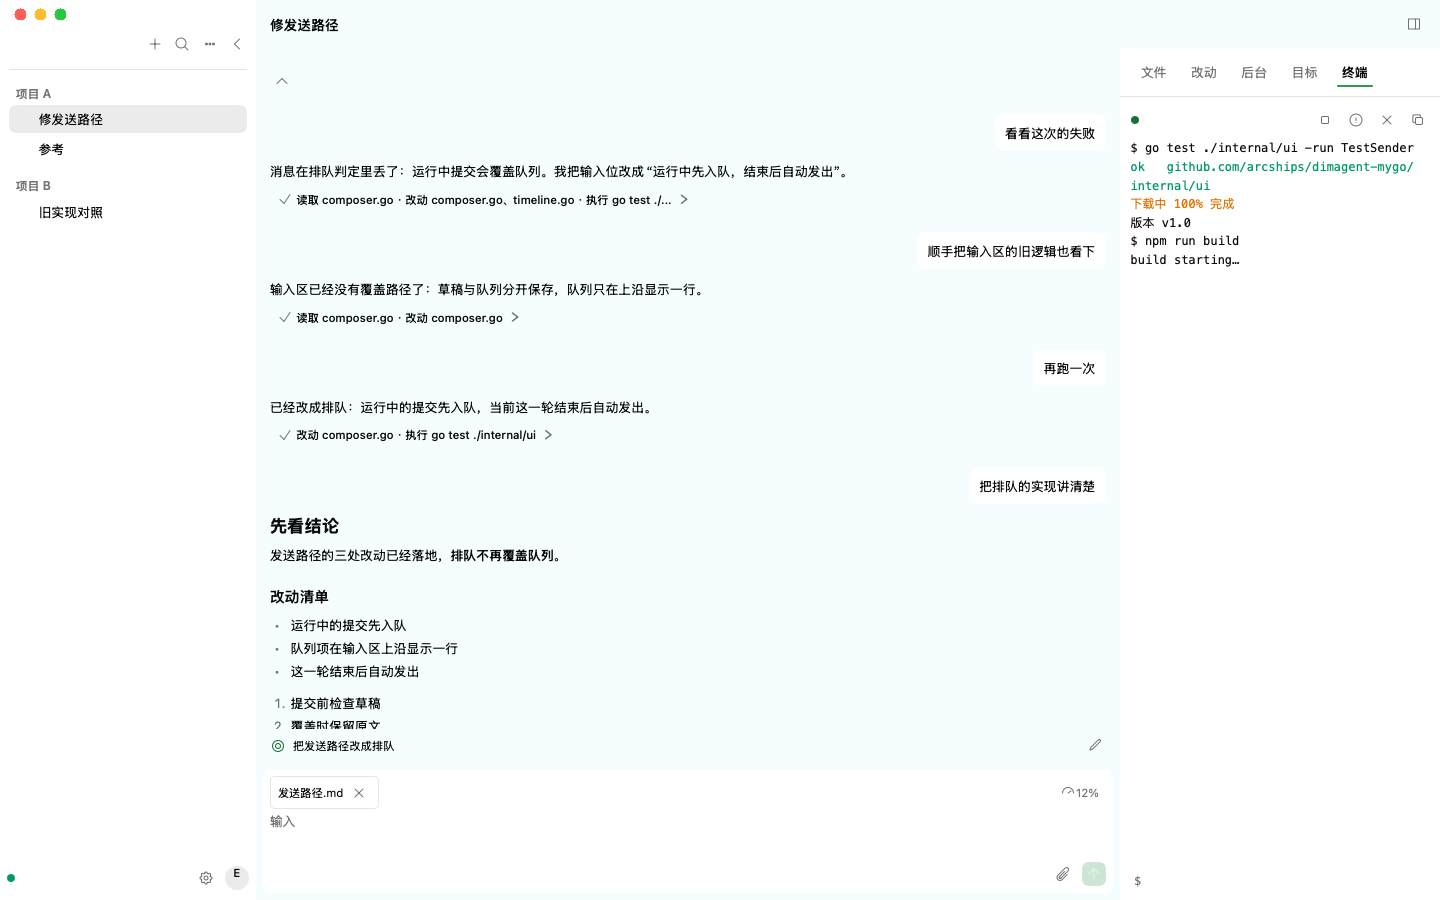 项目 A
修发送路径
参考
项目 B
旧实现对照
E
修发送路径
看看这次的失败
消息在排队判定里丢了：运行中提交会覆盖队列。我把输入位改成 “运行中先入队，结束后自动发出”。
读取 composer.go · 改动 composer.go、timeline.go · 执行 go test ./...
顺手把输入区的旧逻辑也看下
输入区已经没有覆盖路径了：草稿与队列分开保存，队列只在上沿显示一行。
读取 composer.go · 改动 composer.go
再跑一次
已经改成排队：运行中的提交先入队，当前这一轮结束后自动发出。
改动 composer.go · 执行 go test ./internal/ui
把排队的实现讲清楚
先看结论
发送路径的三处改动已经落地，排队不再覆盖队列。
改动清单
• 运行中的提交先入队
• 队列项在输入区上沿显示一行
• 这一轮结束后自动发出
1. 提交前检查草稿
2. 覆盖时保留原文
把发送路径改成排队
发送路径.md
12%
输入
文件 改动 后台 目标 终端
$ go test ./internal/ui -run TestSender
ok github.com/arcships/dimagent-mygo/
internal/ui
下载中 100% 完成
版本 v1.0
$ npm run build
build starting…
$